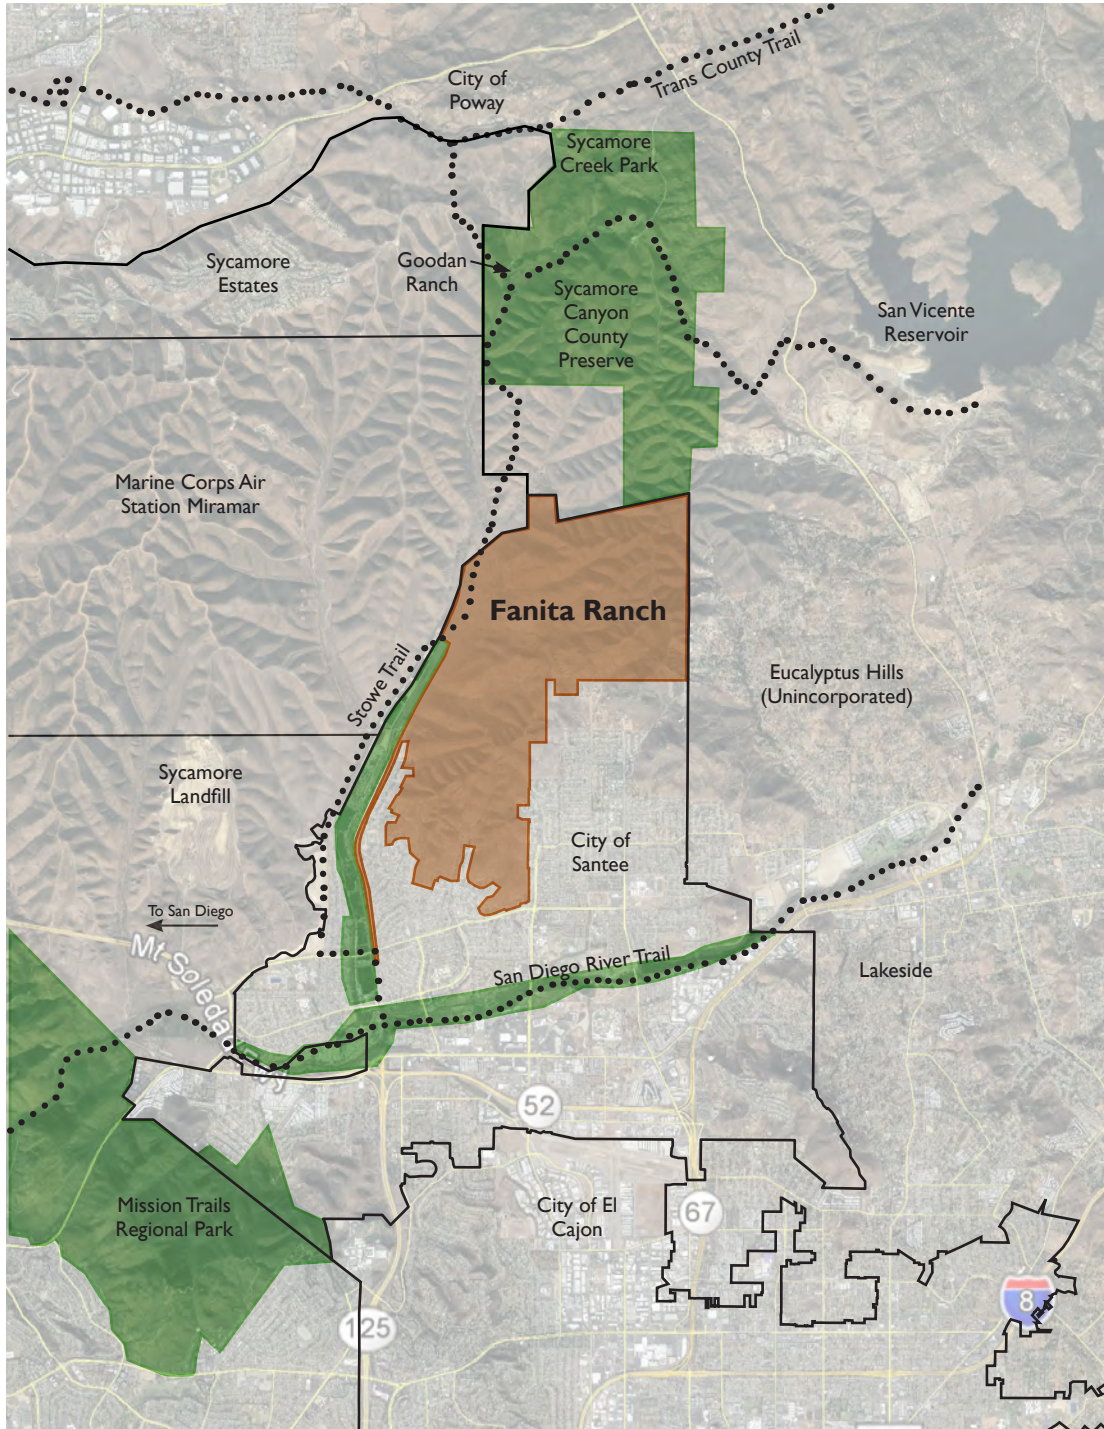 Trans County Trail
City of
Poway
Sycamore
Creek Park
Sycamore
Estates
Goodan
Ranch
Sycamore
Canyon
County
Preserve
San Vicente
Reservoir
Marine Corps Air
Station Miramar
Fanita Ranch
Stowe Trail
Eucalyptus Hills
(Unincorporated)
Sycamore
Landfill
City of
Santee
To San Diego
Mt Soledad
San Diego River Trail
Lakeside
52
Mission Trails
Regional Park
City of El
Cajon
67
8
125